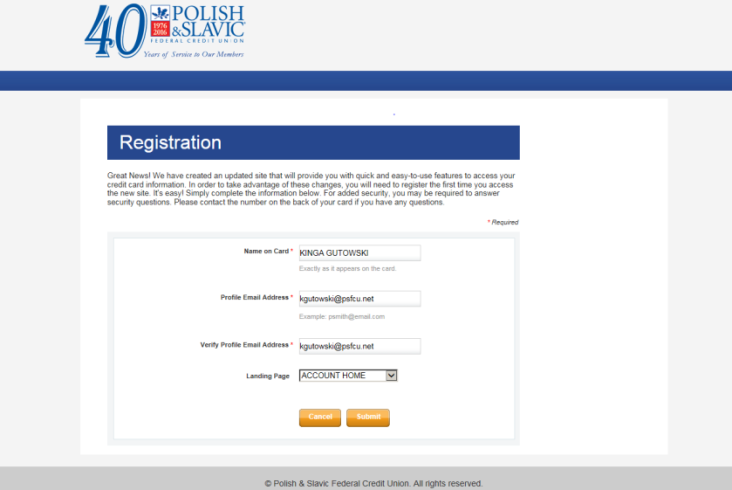 40
1976
2016
POLISH
&SLAVIC
FEDERAL CREDIT UNION
Years of Service to Our Members
Registration
Great News! We have created an updated site that will provide you with quick and easy-to-use features to access your
credit card information. In order to take advantage of these changes, you will need to register the first time you access
the new site. It's easy! Simply complete the information below. For added security, you may be required to answer
security questions. Please contact the number on the back of your card if you have any questions.
* Required
Name on Card * KINGA GUTOWSKI
Exactly as it appears on the card.
Profile Email Address * kgutowski@psfcu.net
Example: psmith@email.com
Verify Profile Email Address * kgutowski@psfcu.net
Landing Page ACCOUNT HOME
Cancel Submit
© Polish & Slavic Federal Credit Union. All rights reserved.